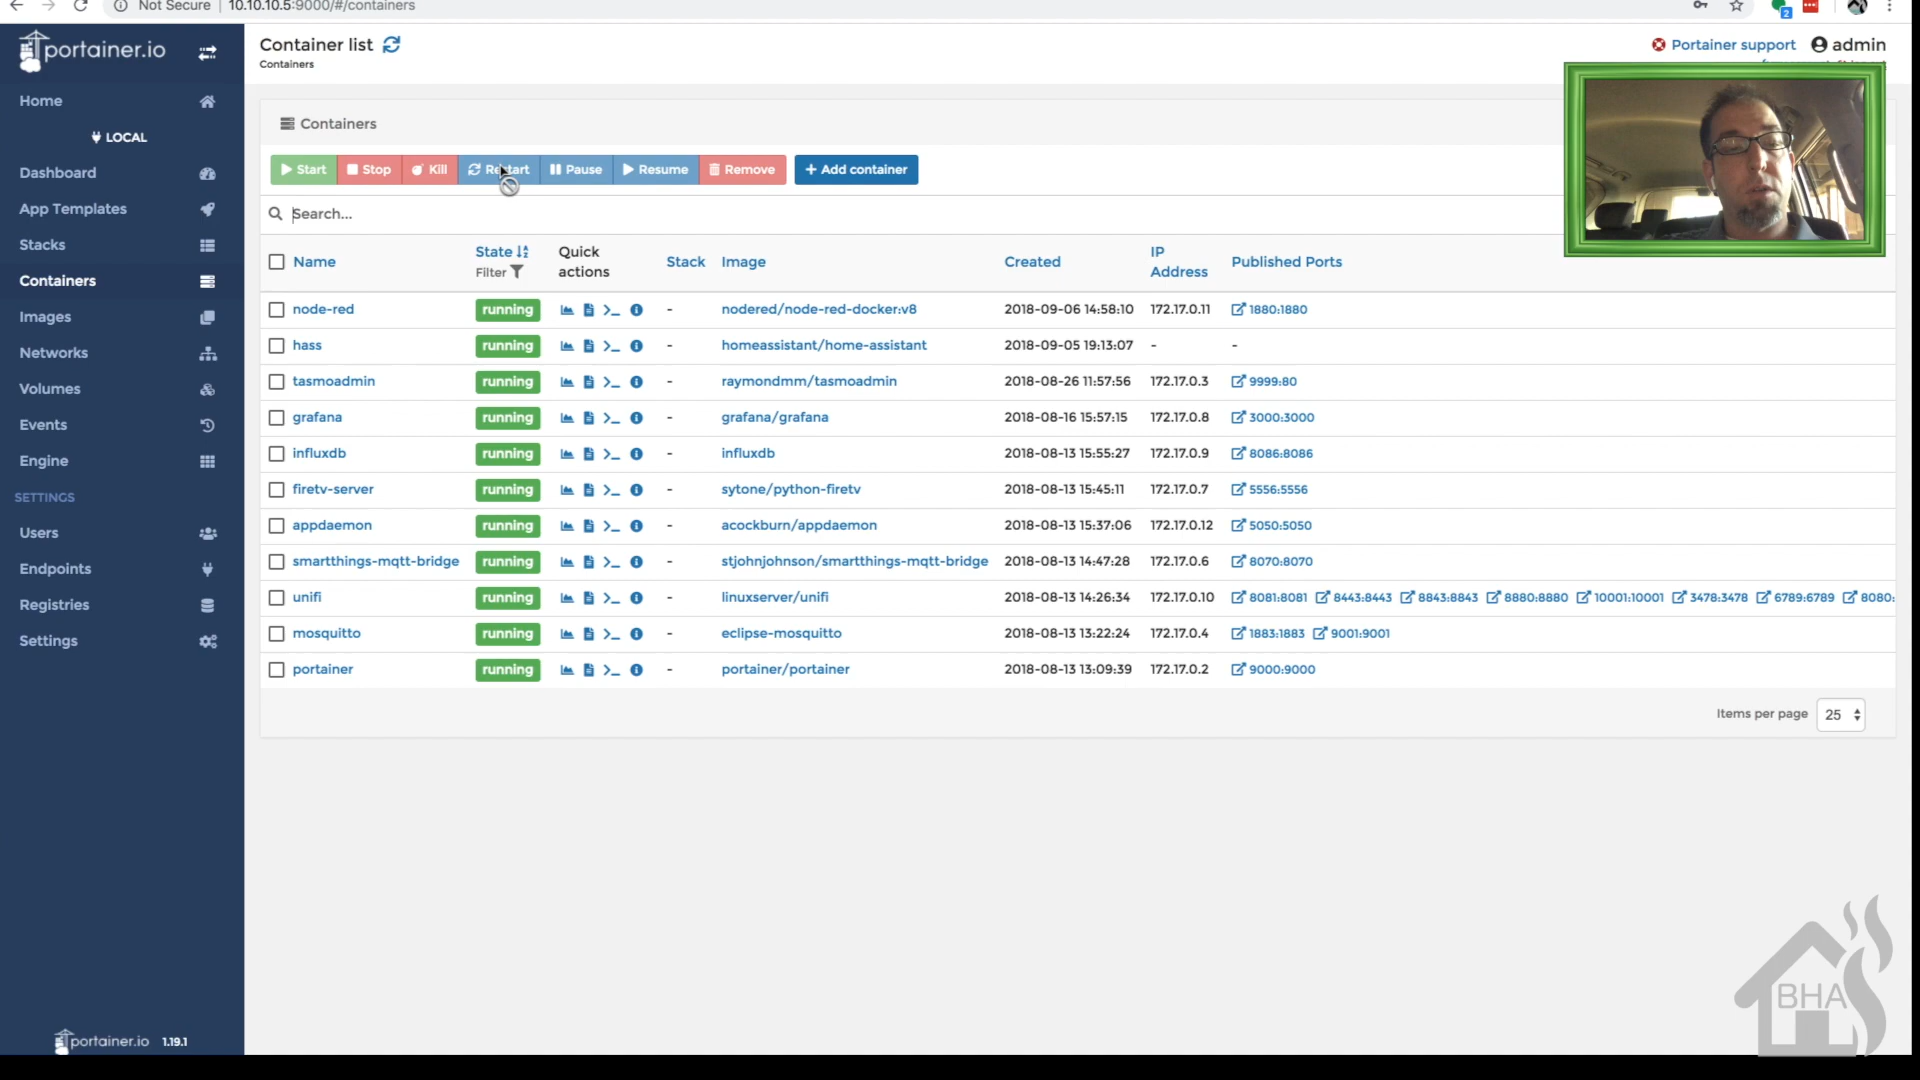 Not Secure | 10.10.10.5:9000/#/containers
2
portainer.io
Container list
Containers
Portainer support admin
Home
LOCAL
Dashboard
App Templates
Stacks
Containers
Images
Networks
Volumes
Events
Engine
SETTINGS
Users
Endpoints
Registries
Settings
portainer.io 1.19.1
Containers
Start Stop Kill Restart Pause Resume Remove + Add container
Search...
Name State Filter Quick actions Stack Image Created IP Address Published Ports
node-red running - nodered/node-red-docker:v8 2018-09-06 14:58:10 172.17.0.11 1880:1880
hass running - homeassistant/home-assistant 2018-09-05 19:13:07 - -
tasmoadmin running - raymondmm/tasmoadmin 2018-08-26 11:57:56 172.17.0.3 9999:80
grafana running - grafana/grafana 2018-08-16 15:57:15 172.17.0.8 3000:3000
influxdb running - influxdb 2018-08-13 15:55:27 172.17.0.9 8086:8086
firetv-server running - sytone/python-firetv 2018-08-13 15:45:11 172.17.0.7 5556:5556
appdaemon running - acockburn/appdaemon 2018-08-13 15:37:06 172.17.0.12 5050:5050
smartthings-mqtt-bridge running - stjohnjohnson/smartthings-mqtt-bridge 2018-08-13 14:47:28 172.17.0.6 8070:8070
unifi running - linuxserver/unifi 2018-08-13 14:26:34 172.17.0.10 8081:8081 8443:8443 8843:8843 8880:8880 10001:10001 3478:3478 6789:6789 8080:
mosquitto running - eclipse-mosquitto 2018-08-13 13:22:24 172.17.0.4 1883:1883 9001:9001
portainer running - portainer/portainer 2018-08-13 13:09:39 172.17.0.2 9000:9000
Items per page 25
BHA